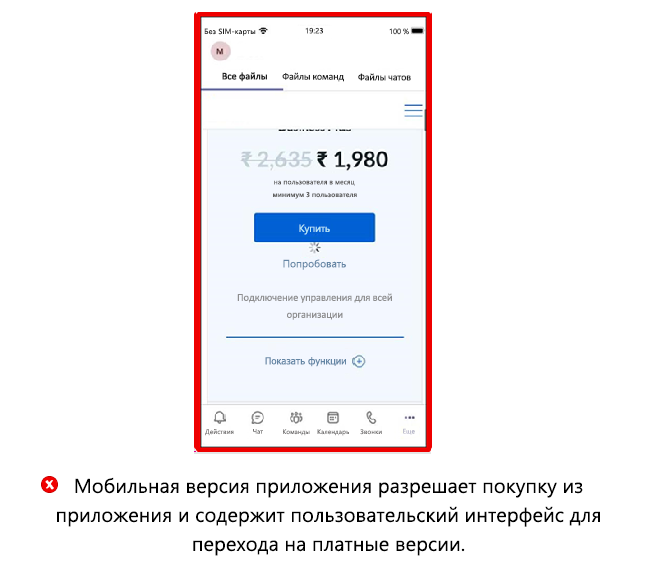 Без SIM-карты 19:23 100 %
M
Все файлы Файлы команд Файлы чатов
₹ 2,635 ₹ 1,980
на пользователя в месяц
минимум 3 пользователя
Купить
Попробовать
Подключение управления для всей
организации
Показать функции
Действия Чат Команды Календарь Звонки Еще
Мобильная версия приложения разрешает покупку из
приложения и содержит пользовательский интерфейс для
перехода на платные версии.